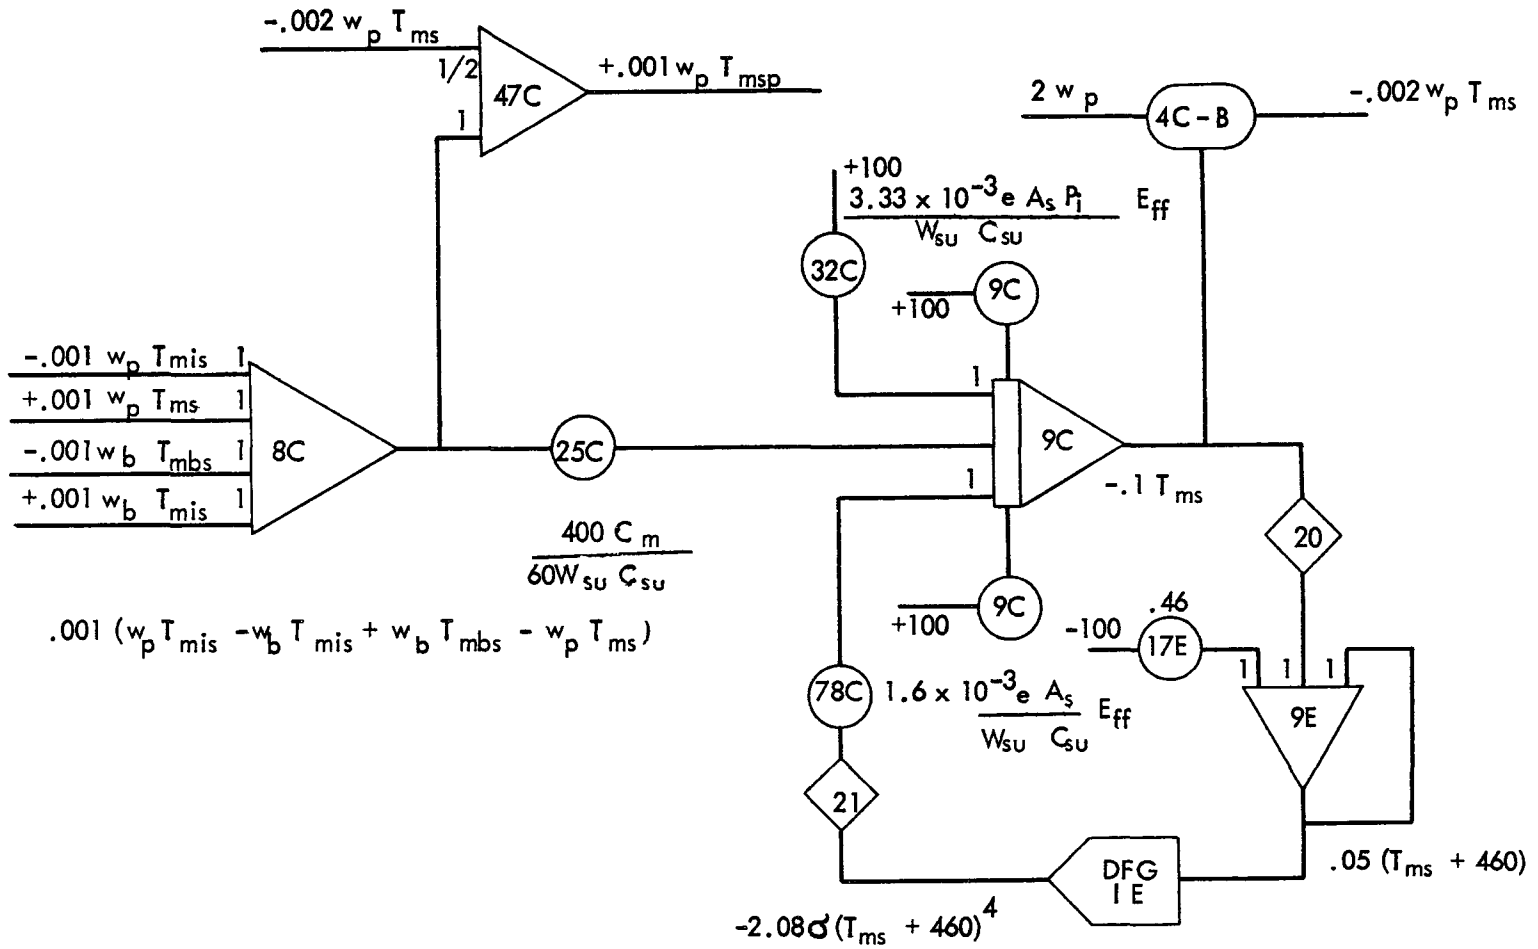 -.002 w_p T_ms
1/2
47C
1
+.001 w_p T_msp
2 w_p
4C-B
-.002 w_p T_ms
+100
3.33 x 10^-3 e A_s P_i E_ff
W_su C_su
32C
+100
9C
-.001 w_p T_mis 1
+.001 w_p T_ms 1
-.001 w_b T_mbs 1
+.001 w_b T_mis 1
8C
25C
400 C_m
60W_su C_su
.001 (w_p T_mis - w_b T_mis + w_b T_mbs - w_p T_ms)
1
1
9C
-.1 T_ms
+100
9C
20
.46
-100
17E
1 1 1
9E
78C
1.6 x 10^-3 e A_s E_ff
W_su C_su
21
DFG
1 E
.05 (T_ms + 460)
-2.08σ(T_ms + 460)^4